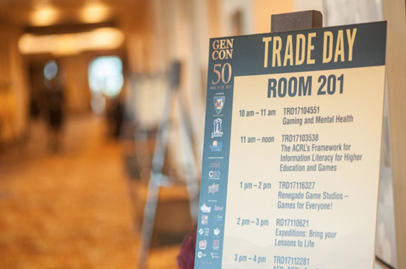 GEN
CON
50
TRADE DAY
ROOM 201
10 am – 11 am TRD17104551
Gaming and Mental Health
11 am – noon TRD17103538
The ACRL's Framework for
Information Literacy for Higher
Education and Games
1 pm – 2 pm TRD17116327
Renegade Game Studios –
Games for Everyone!
2 pm – 3 pm RD17110621
Expeditions: Bring your
Lessons to Life
3 pm – 4 pm TRD17112281